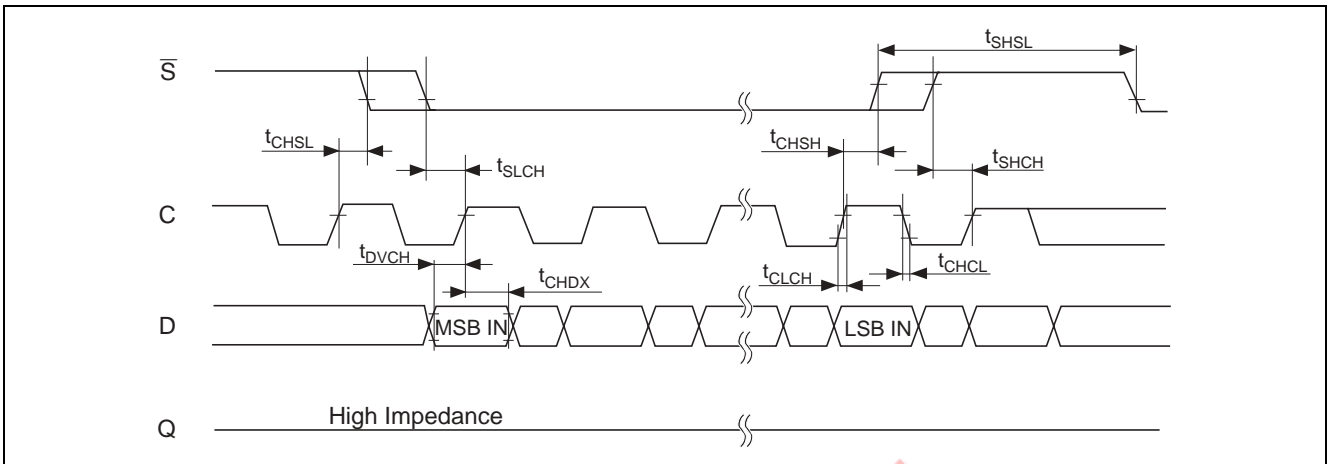 tSHSL
S̅
tCHSL
tSLCH
tCHSH
tSHCH
C
tDVCH
tCHDX
tCLCH
tCHCL
D
MSB IN
LSB IN
Q
High Impedance